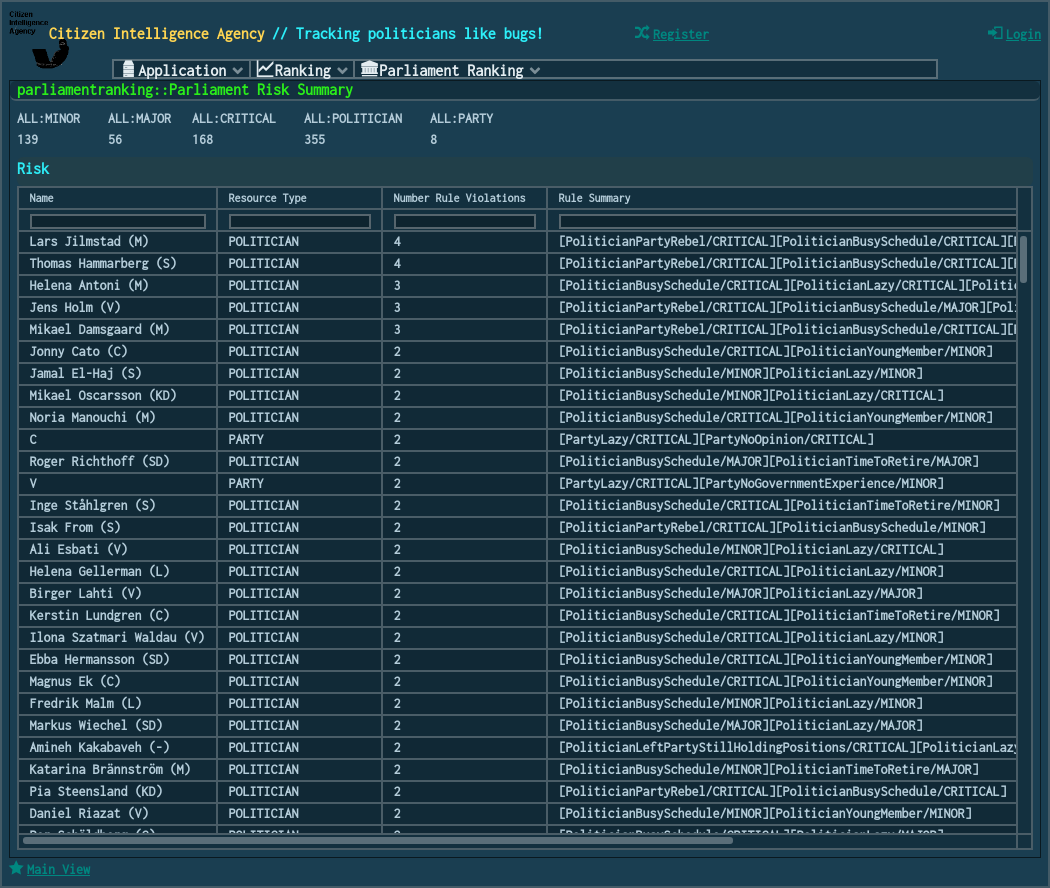 Citizen
Intelligence
Agency
Citizen Intelligence Agency // Tracking politicians like bugs!
Register
Login
Application Ranking Parliament Ranking
parliamentranking::Parliament Risk Summary
ALL:MINOR ALL:MAJOR ALL:CRITICAL ALL:POLITICIAN ALL:PARTY
139 56 168 355 8
Risk
Name Resource Type Number Rule Violations Rule Summary
Lars Jilmstad (M) POLITICIAN 4 [PoliticianPartyRebel/CRITICAL][PoliticianBusySchedule/CRITICAL][
Thomas Hammarberg (S) POLITICIAN 4 [PoliticianPartyRebel/CRITICAL][PoliticianBusySchedule/CRITICAL][
Helena Antoni (M) POLITICIAN 3 [PoliticianBusySchedule/CRITICAL][PoliticianLazy/CRITICAL][Politic
Jens Holm (V) POLITICIAN 3 [PoliticianPartyRebel/CRITICAL][PoliticianBusySchedule/MAJOR][Poli
Mikael Damsgaard (M) POLITICIAN 3 [PoliticianPartyRebel/CRITICAL][PoliticianBusySchedule/CRITICAL][
Jonny Cato (C) POLITICIAN 2 [PoliticianBusySchedule/CRITICAL][PoliticianYoungMember/MINOR]
Jamal El-Haj (S) POLITICIAN 2 [PoliticianBusySchedule/MINOR][PoliticianLazy/MINOR]
Mikael Oscarsson (KD) POLITICIAN 2 [PoliticianBusySchedule/MINOR][PoliticianLazy/CRITICAL]
Noria Manouchi (M) POLITICIAN 2 [PoliticianBusySchedule/CRITICAL][PoliticianYoungMember/MINOR]
C PARTY 2 [PartyLazy/CRITICAL][PartyNoOpinion/CRITICAL]
Roger Richthoff (SD) POLITICIAN 2 [PoliticianBusySchedule/MAJOR][PoliticianTimeToRetire/MAJOR]
V PARTY 2 [PartyLazy/CRITICAL][PartyNoGovernmentExperience/MINOR]
Inge Ståhlgren (S) POLITICIAN 2 [PoliticianBusySchedule/CRITICAL][PoliticianTimeToRetire/MINOR]
Isak From (S) POLITICIAN 2 [PoliticianPartyRebel/CRITICAL][PoliticianBusySchedule/MINOR]
Ali Esbati (V) POLITICIAN 2 [PoliticianBusySchedule/MINOR][PoliticianLazy/CRITICAL]
Helena Gellerman (L) POLITICIAN 2 [PoliticianBusySchedule/CRITICAL][PoliticianLazy/MINOR]
Birger Lahti (V) POLITICIAN 2 [PoliticianBusySchedule/MAJOR][PoliticianLazy/MAJOR]
Kerstin Lundgren (C) POLITICIAN 2 [PoliticianBusySchedule/CRITICAL][PoliticianTimeToRetire/MINOR]
Ilona Szatmari Waldau (V) POLITICIAN 2 [PoliticianBusySchedule/CRITICAL][PoliticianLazy/MINOR]
Ebba Hermansson (SD) POLITICIAN 2 [PoliticianBusySchedule/CRITICAL][PoliticianYoungMember/MINOR]
Magnus Ek (C) POLITICIAN 2 [PoliticianBusySchedule/CRITICAL][PoliticianYoungMember/MINOR]
Fredrik Malm (L) POLITICIAN 2 [PoliticianBusySchedule/MINOR][PoliticianLazy/MINOR]
Markus Wiechel (SD) POLITICIAN 2 [PoliticianBusySchedule/MAJOR][PoliticianLazy/MAJOR]
Amineh Kakabaveh (-) POLITICIAN 2 [PoliticianLeftPartyStillHoldingPositions/CRITICAL][PoliticianLazy
Katarina Brännström (M) POLITICIAN 2 [PoliticianBusySchedule/MINOR][PoliticianTimeToRetire/MAJOR]
Pia Steensland (KD) POLITICIAN 2 [PoliticianPartyRebel/CRITICAL][PoliticianBusySchedule/CRITICAL]
Daniel Riazat (V) POLITICIAN 2 [PoliticianBusySchedule/MINOR][PoliticianYoungMember/MINOR]
POLITICIAN 2 [PoliticianBusySchedule/CRITICAL][PoliticianLazy/MAJOR]
Main View